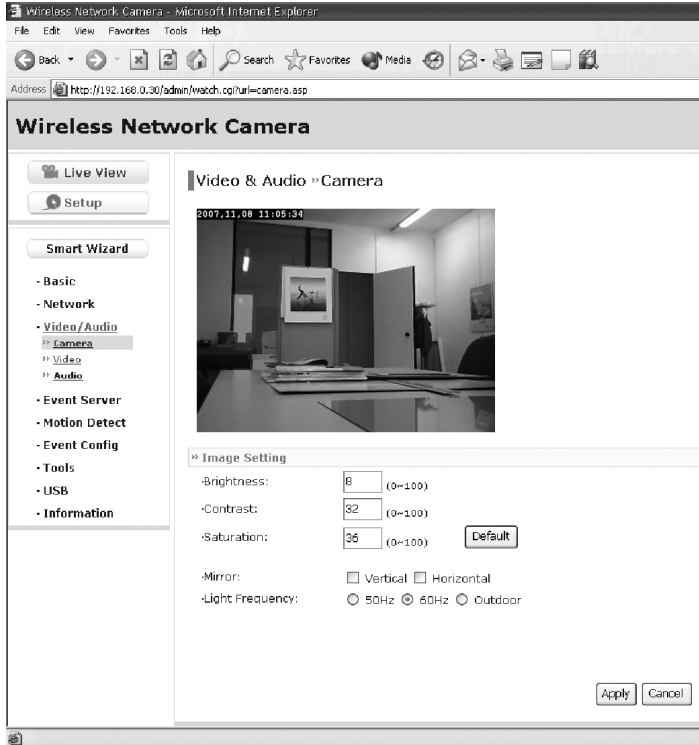 Wireless Network Camera - Microsoft Internet Explorer
File Edit View Favorites Tools Help
Back Search Favorites Media
Address http://192.168.0.30/admin/watch.cgi?url=camera.asp
Wireless Network Camera
Live View
Setup
Smart Wizard
· Basic
· Network
· Video/Audio
» Camera
» Video
» Audio
· Event Server
· Motion Detect
· Event Config
· Tools
· USB
· Information
Video & Audio »Camera
2007,11,08 11:05:34
» Image Setting
·Brightness: 8 (0~100)
·Contrast: 32 (0~100)
·Saturation: 36 (0~100) Default
·Mirror: Vertical Horizontal
·Light Frequency: 50Hz 60Hz Outdoor
Apply Cancel